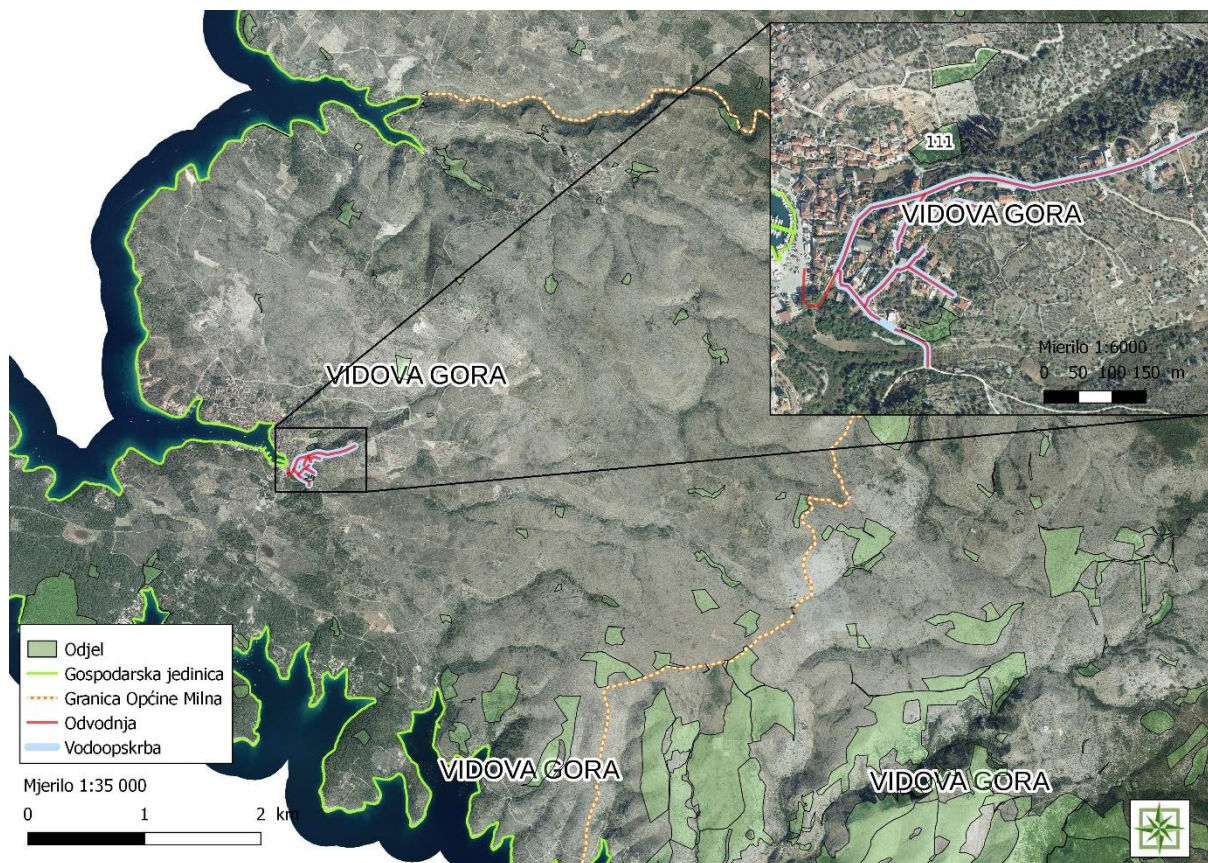 111
VIDOVA GORA
Mjerilo 1:6000
0 50 100 150 m
VIDOVA GORA
Odjel
Gospodarska jedinica
Granica Općine Milna
Odvodnja
Vodoopskrba
Mjerilo 1:35 000
0 1 2 km
VIDOVA GORA
VIDOVA GORA